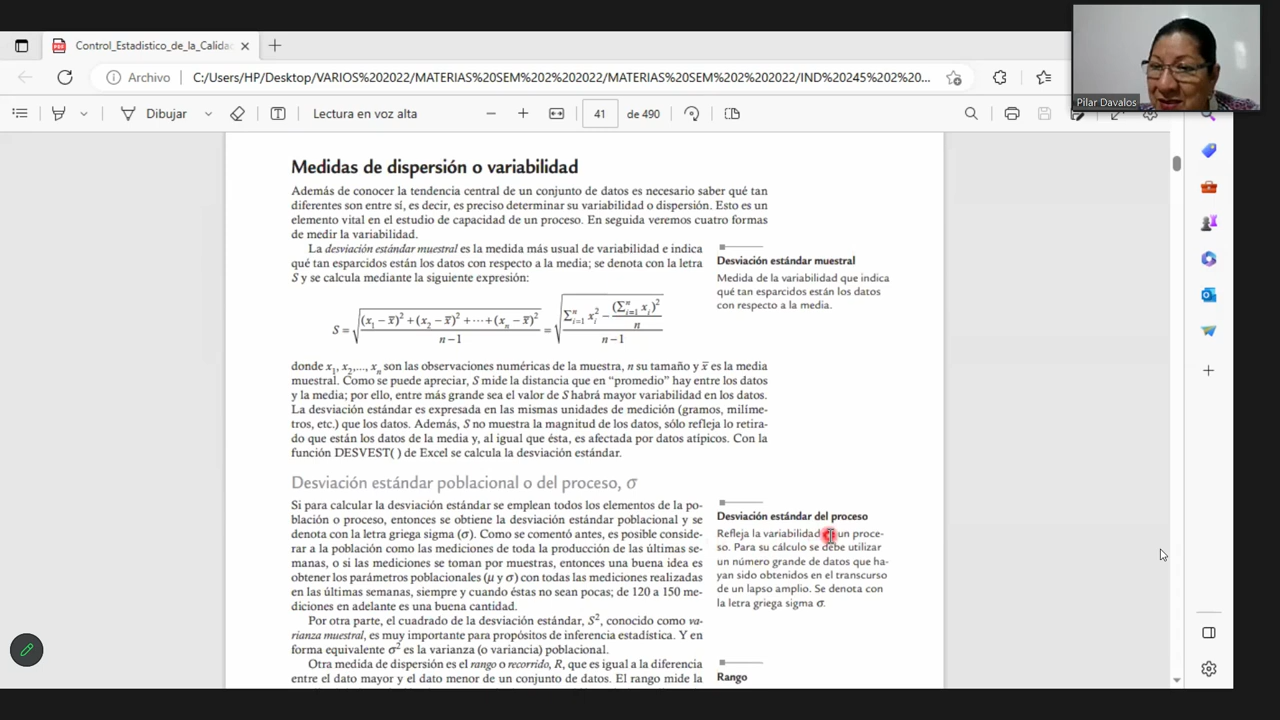 Control_Estadistico_de_la_Calidad
Archivo
C:/Users/HP/Desktop/VARIOS%202022/MATERIAS%20SEM%202%202022/MATERIAS%20SEM%202%202022/IND%20245%202%20...
Dibujar
Lectura en voz alta
41
de 490
Pilar Davalos
Medidas de dispersión o variabilidad
Además de conocer la tendencia central de un conjunto de datos es necesario saber qué tan
diferentes son entre sí, es decir, es preciso determinar su variabilidad o dispersión. Esto es un
elemento vital en el estudio de capacidad de un proceso. En seguida veremos cuatro formas
de medir la variabilidad.
La desviación estándar muestral es la medida más usual de variabilidad e indica
qué tan esparcidos están los datos con respecto a la media; se denota con la letra
S y se calcula mediante la siguiente expresión:
Desviación estándar muestral
Medida de la variabilidad que indica
qué tan esparcidos están los datos
con respecto a la media.
S = √((x₁ − x̅)² + (x₂ − x̅)² + ··· + (xₙ − x̅)² / n − 1) = √((∑ⁿᵢ₌₁ xᵢ² − (∑ⁿᵢ₌₁ xᵢ)² / n) / n − 1)
donde x₁, x₂,..., xₙ son las observaciones numéricas de la muestra, n su tamaño y x̅ es la media
muestral. Como se puede apreciar, S mide la distancia que en “promedio” hay entre los datos
y la media; por ello, entre más grande sea el valor de S habrá mayor variabilidad en los datos.
La desviación estándar es expresada en las mismas unidades de medición (gramos, milíme-
tros, etc.) que los datos. Además, S no muestra la magnitud de los datos, sólo refleja lo retira-
do que están los datos de la media y, al igual que ésta, es afectada por datos atípicos. Con la
función DESVEST( ) de Excel se calcula la desviación estándar.
Desviación estándar poblacional o del proceso, σ
Si para calcular la desviación estándar se emplean todos los elementos de la po-
blación o proceso, entonces se obtiene la desviación estándar poblacional y se
denota con la letra griega sigma (σ). Como se comentó antes, es posible conside-
rar a la población como las mediciones de toda la producción de las últimas se-
manas, o si las mediciones se toman por muestras, entonces una buena idea es
obtener los parámetros poblacionales (μ y σ) con todas las mediciones realizadas
en las últimas semanas, siempre y cuando éstas no sean pocas; de 120 a 150 me-
diciones en adelante es una buena cantidad.
Desviación estándar del proceso
Refleja la variabilidad de un proce-
so. Para su cálculo se debe utilizar
un número grande de datos que ha-
yan sido obtenidos en el transcurso
de un lapso amplio. Se denota con
la letra griega sigma σ.
Por otra parte, el cuadrado de la desviación estándar, S², conocido como va-
rianza muestral, es muy importante para propósitos de inferencia estadística. Y en
forma equivalente σ² es la varianza (o variancia) poblacional.
Otra medida de dispersión es el rango o recorrido, R, que es igual a la diferencia
entre el dato mayor y el dato menor de un conjunto de datos. El rango mide la
Rango